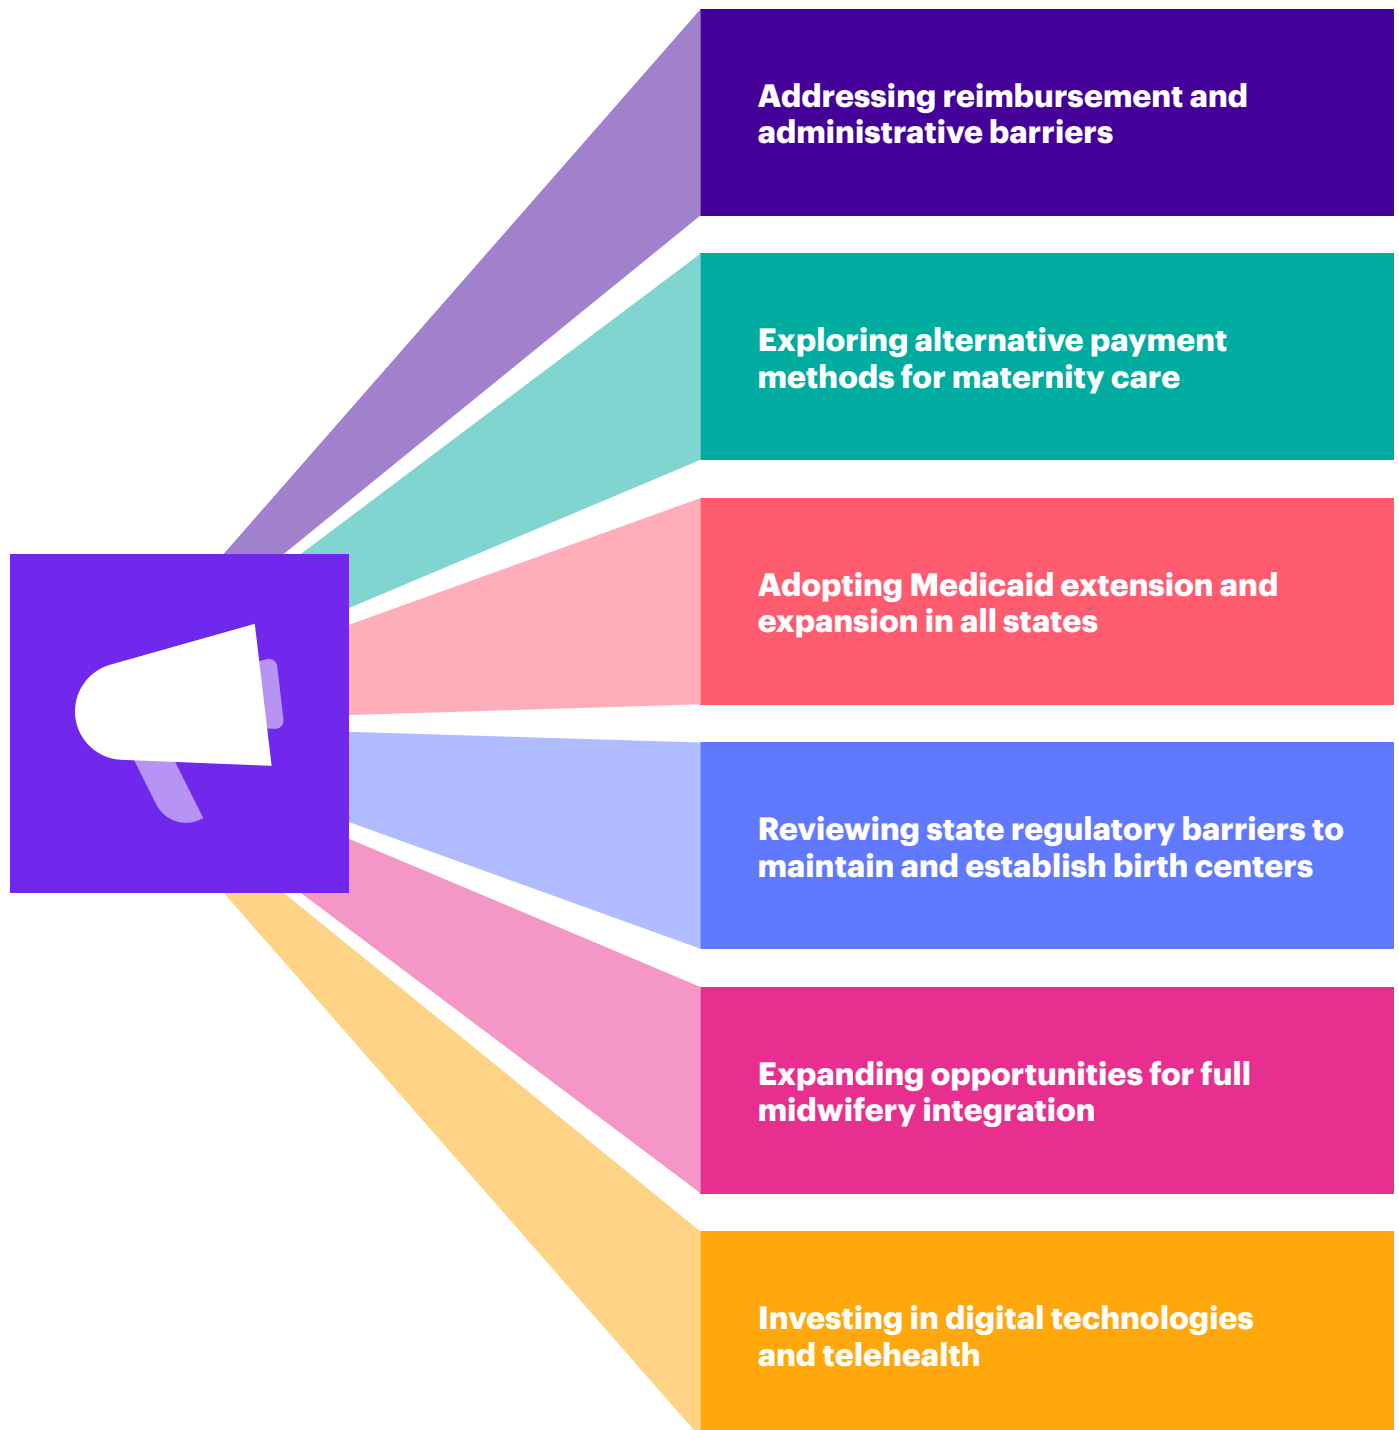 Addressing reimbursement and
administrative barriers
Exploring alternative payment
methods for maternity care
Adopting Medicaid extension and
expansion in all states
Reviewing state regulatory barriers to
maintain and establish birth centers
Expanding opportunities for full
midwifery integration
Investing in digital technologies
and telehealth